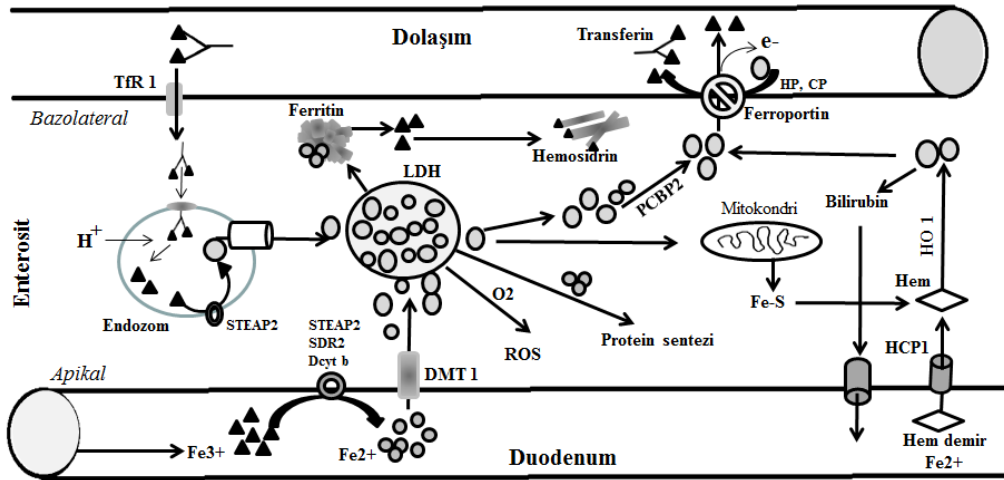 Dolaşım
Transferin
e-
TfR 1
HP, CP
Bazolateral
Ferritin
Ferroportin
Hemosidrin
LDH
PCBP2
Bilirubin
Mitokondri
HO 1
H+
Enterosit
Fe-S
Hem
O2
Endozom
STEAP2
STEAP2
SDR2
Dcyt b
ROS
Protein sentezi
HCP1
Apikal
DMT 1
Fe3+
Fe2+
Duodenum
Hem demir
Fe2+